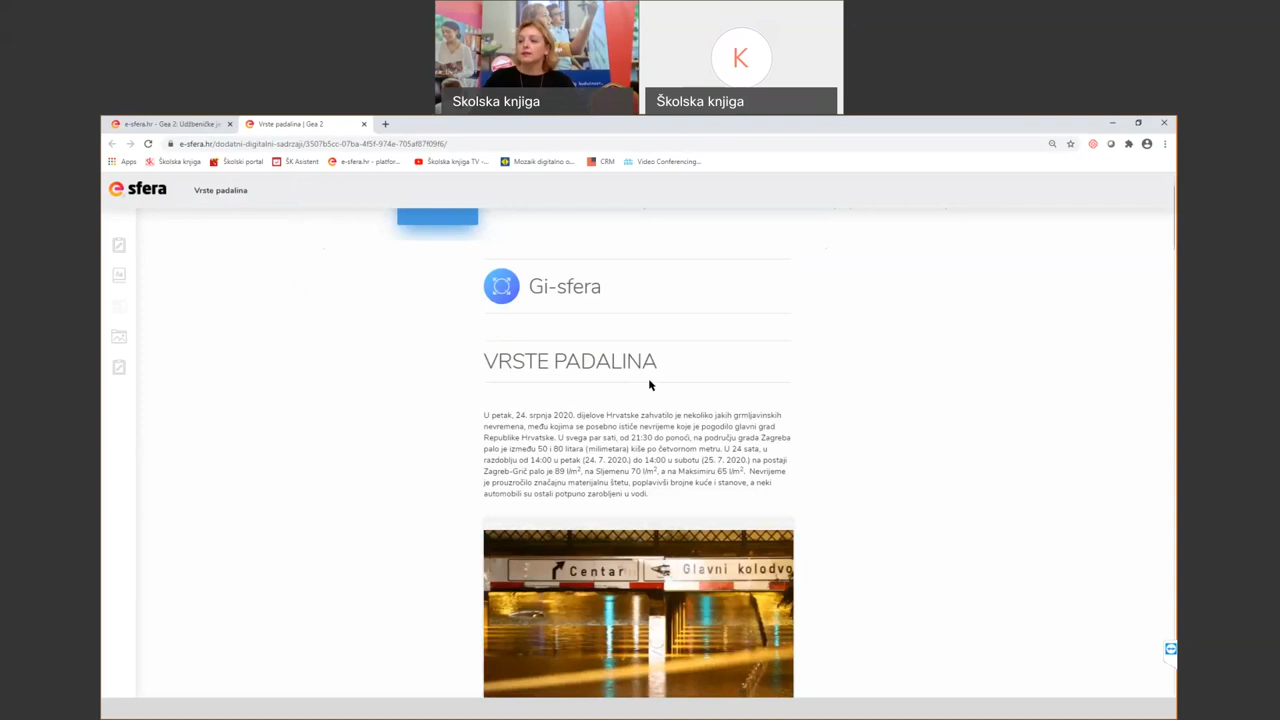 K
Skolska knjiga
Školska knjiga
e-sfera.hr - Gea 2: Udžbeničke je
Vrste padalina | Gea 2
e-sfera.hr/dodatni-digitalni-sadrzaji/3507b5cc-07ba-4f5f-974e-705af87f09f6/
Apps
Školska knjiga
Školski portal
ŠK Asistent
e-sfera.hr - platfor...
Školska knjiga TV -...
Mozaik digitalno o...
CRM
Video Conferencing...
e sfera
Vrste padalina
Gi-sfera
VRSTE PADALINA
U petak, 24. srpnja 2020. dijelove Hrvatske zahvatilo je nekoliko jakih grmljavinskih
nevremena, među kojima se posebno ističe nevrijeme koje je pogodilo glavni grad
Republike Hrvatske. U svega par sati, od 21:30 do ponoći, na području grada Zagreba
palo je između 50 i 80 litara (milimetara) kiše po četvornom metru. U 24 sata, u
razdoblju od 14:00 u petak (24. 7. 2020.) do 14:00 u subotu (25. 7. 2020.) na postaji
Zagreb-Grič palo je 89 l/m², na Sljemenu 70 l/m², a na Maksimiru 65 l/m². Nevrijeme
je prouzročilo značajnu materijalnu štetu, poplavivši brojne kuće i stanove, a neki
automobili su ostali potpuno zarobljeni u vodi.
Centar
Glavni kolodvo